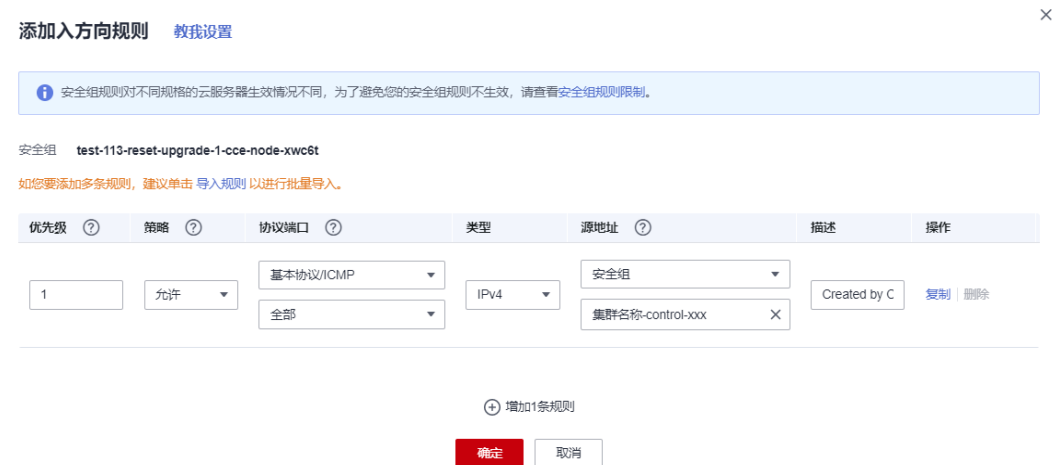 添加入方向规则 教我设置
安全组规则对不同规格的云服务器生效情况不同，为了避免您的安全组规则不生效，请查看安全组规则限制。
安全组 test-113-reset-upgrade-1-cce-node-xwc6t
如您要添加多条规则，建议单击 导入规则 以进行批量导入。
优先级 ? 策略 ? 协议端口 ? 类型 源地址 ? 描述 操作
基本协议/ICMP 安全组
1 允许 IPv4 Created by C 复制 删除
全部 集群名称-control-xxx
增加1条规则
确定 取消